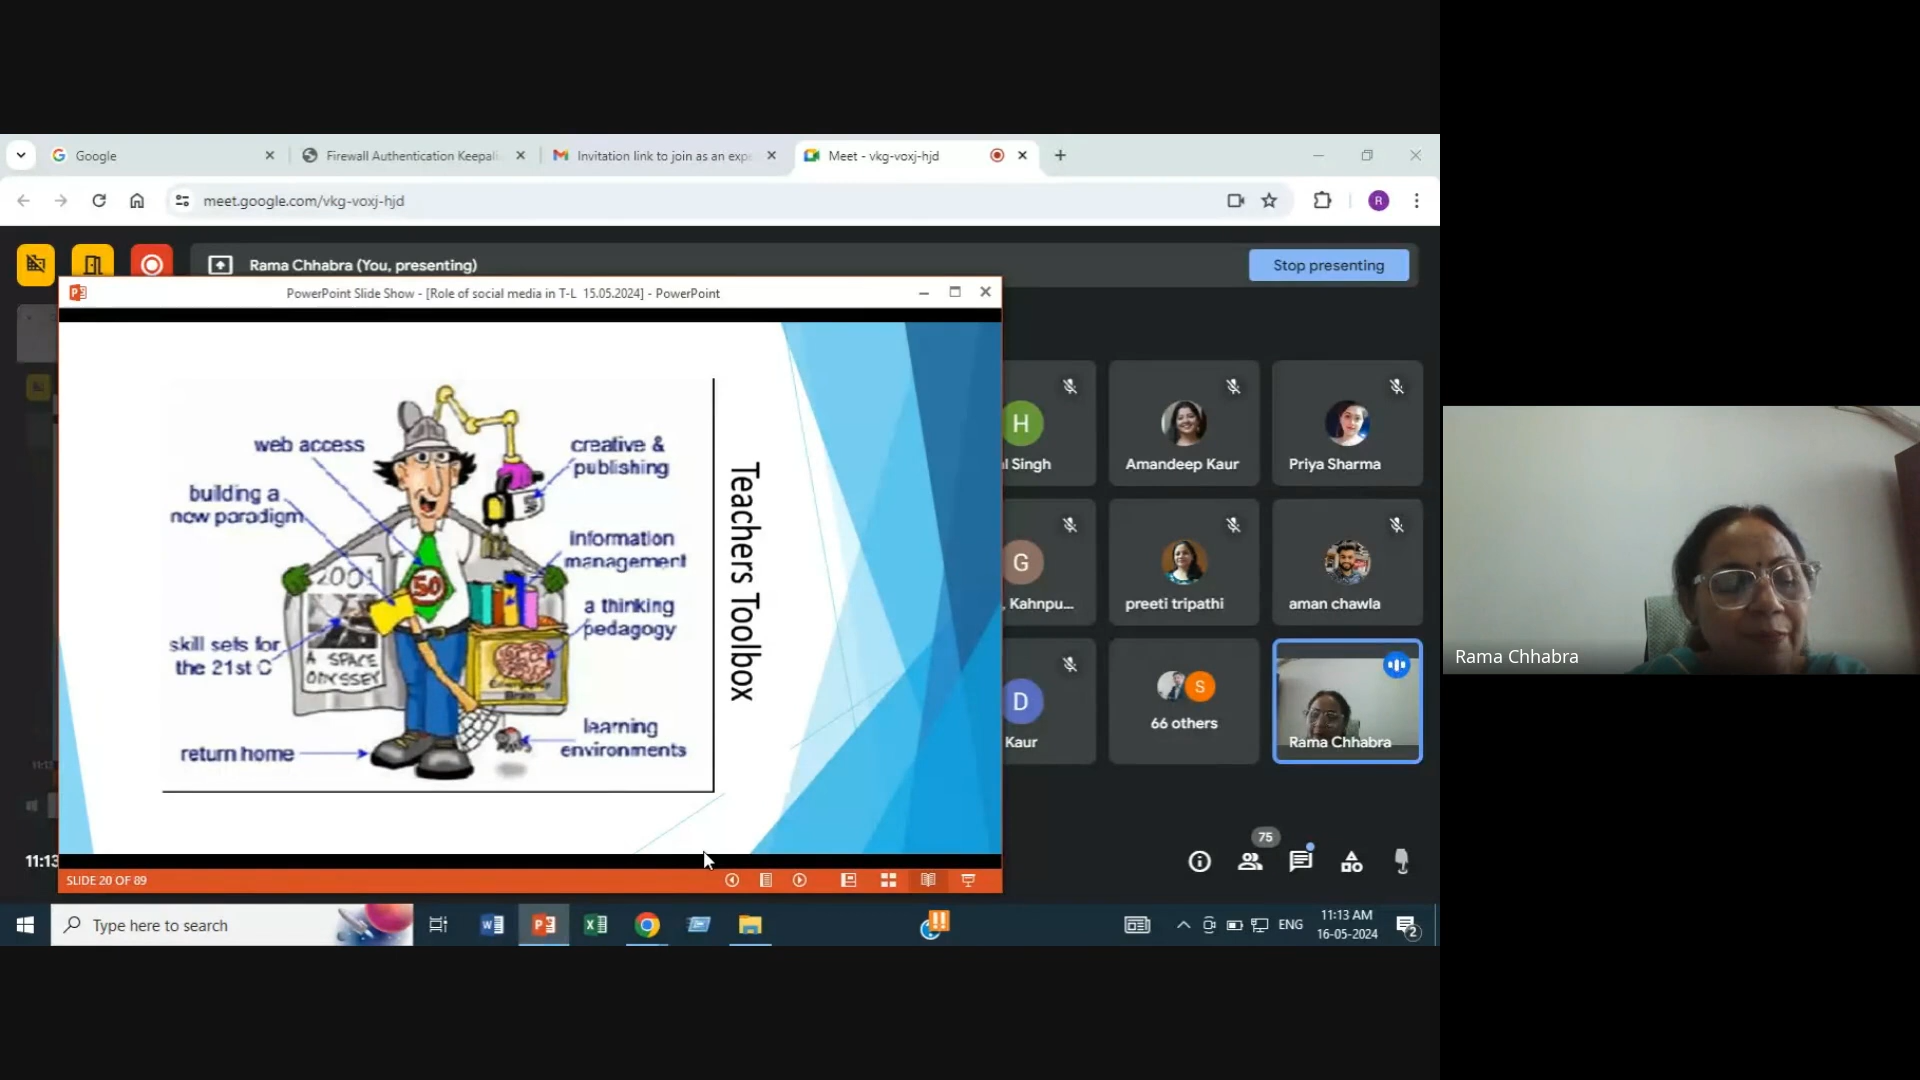 Google
Firewall Authentication Keepali
Invitation link to join as an expe
Meet - vkg-voxj-hjd
meet.google.com/vkg-voxj-hjd
R
Rama Chhabra (You, presenting)
Stop presenting
PowerPoint Slide Show - [Role of social media in T-L 15.05.2024] - PowerPoint
web access
creative &
publishing
building a
new paradigm
information
management
2001
50
a thinking
pedagogy
skill sets for
the 21st C
A SPACE
ODYSSEY
Emergency
Brain
learning
environments
return home
Teachers Toolbox
H
l Singh
Amandeep Kaur
Priya Sharma
G
, Kahnpu...
preeti tripathi
aman chawla
D
Kaur
S
66 others
Rama Chhabra
Rama Chhabra
75
11:13
SLIDE 20 OF 89
Type here to search
ENG
11:13 AM
16-05-2024
2